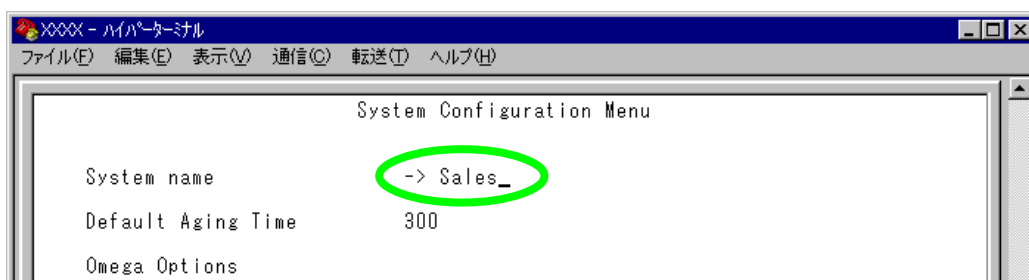 XXXX - ﾊｲﾊﾟｰﾀｰﾐﾅﾙ
ファイル(F) 編集(E) 表示(V) 通信(C) 転送(T) ヘルプ(H)
System Configuration Menu
System name -> Sales_
Default Aging Time 300
Omega Options